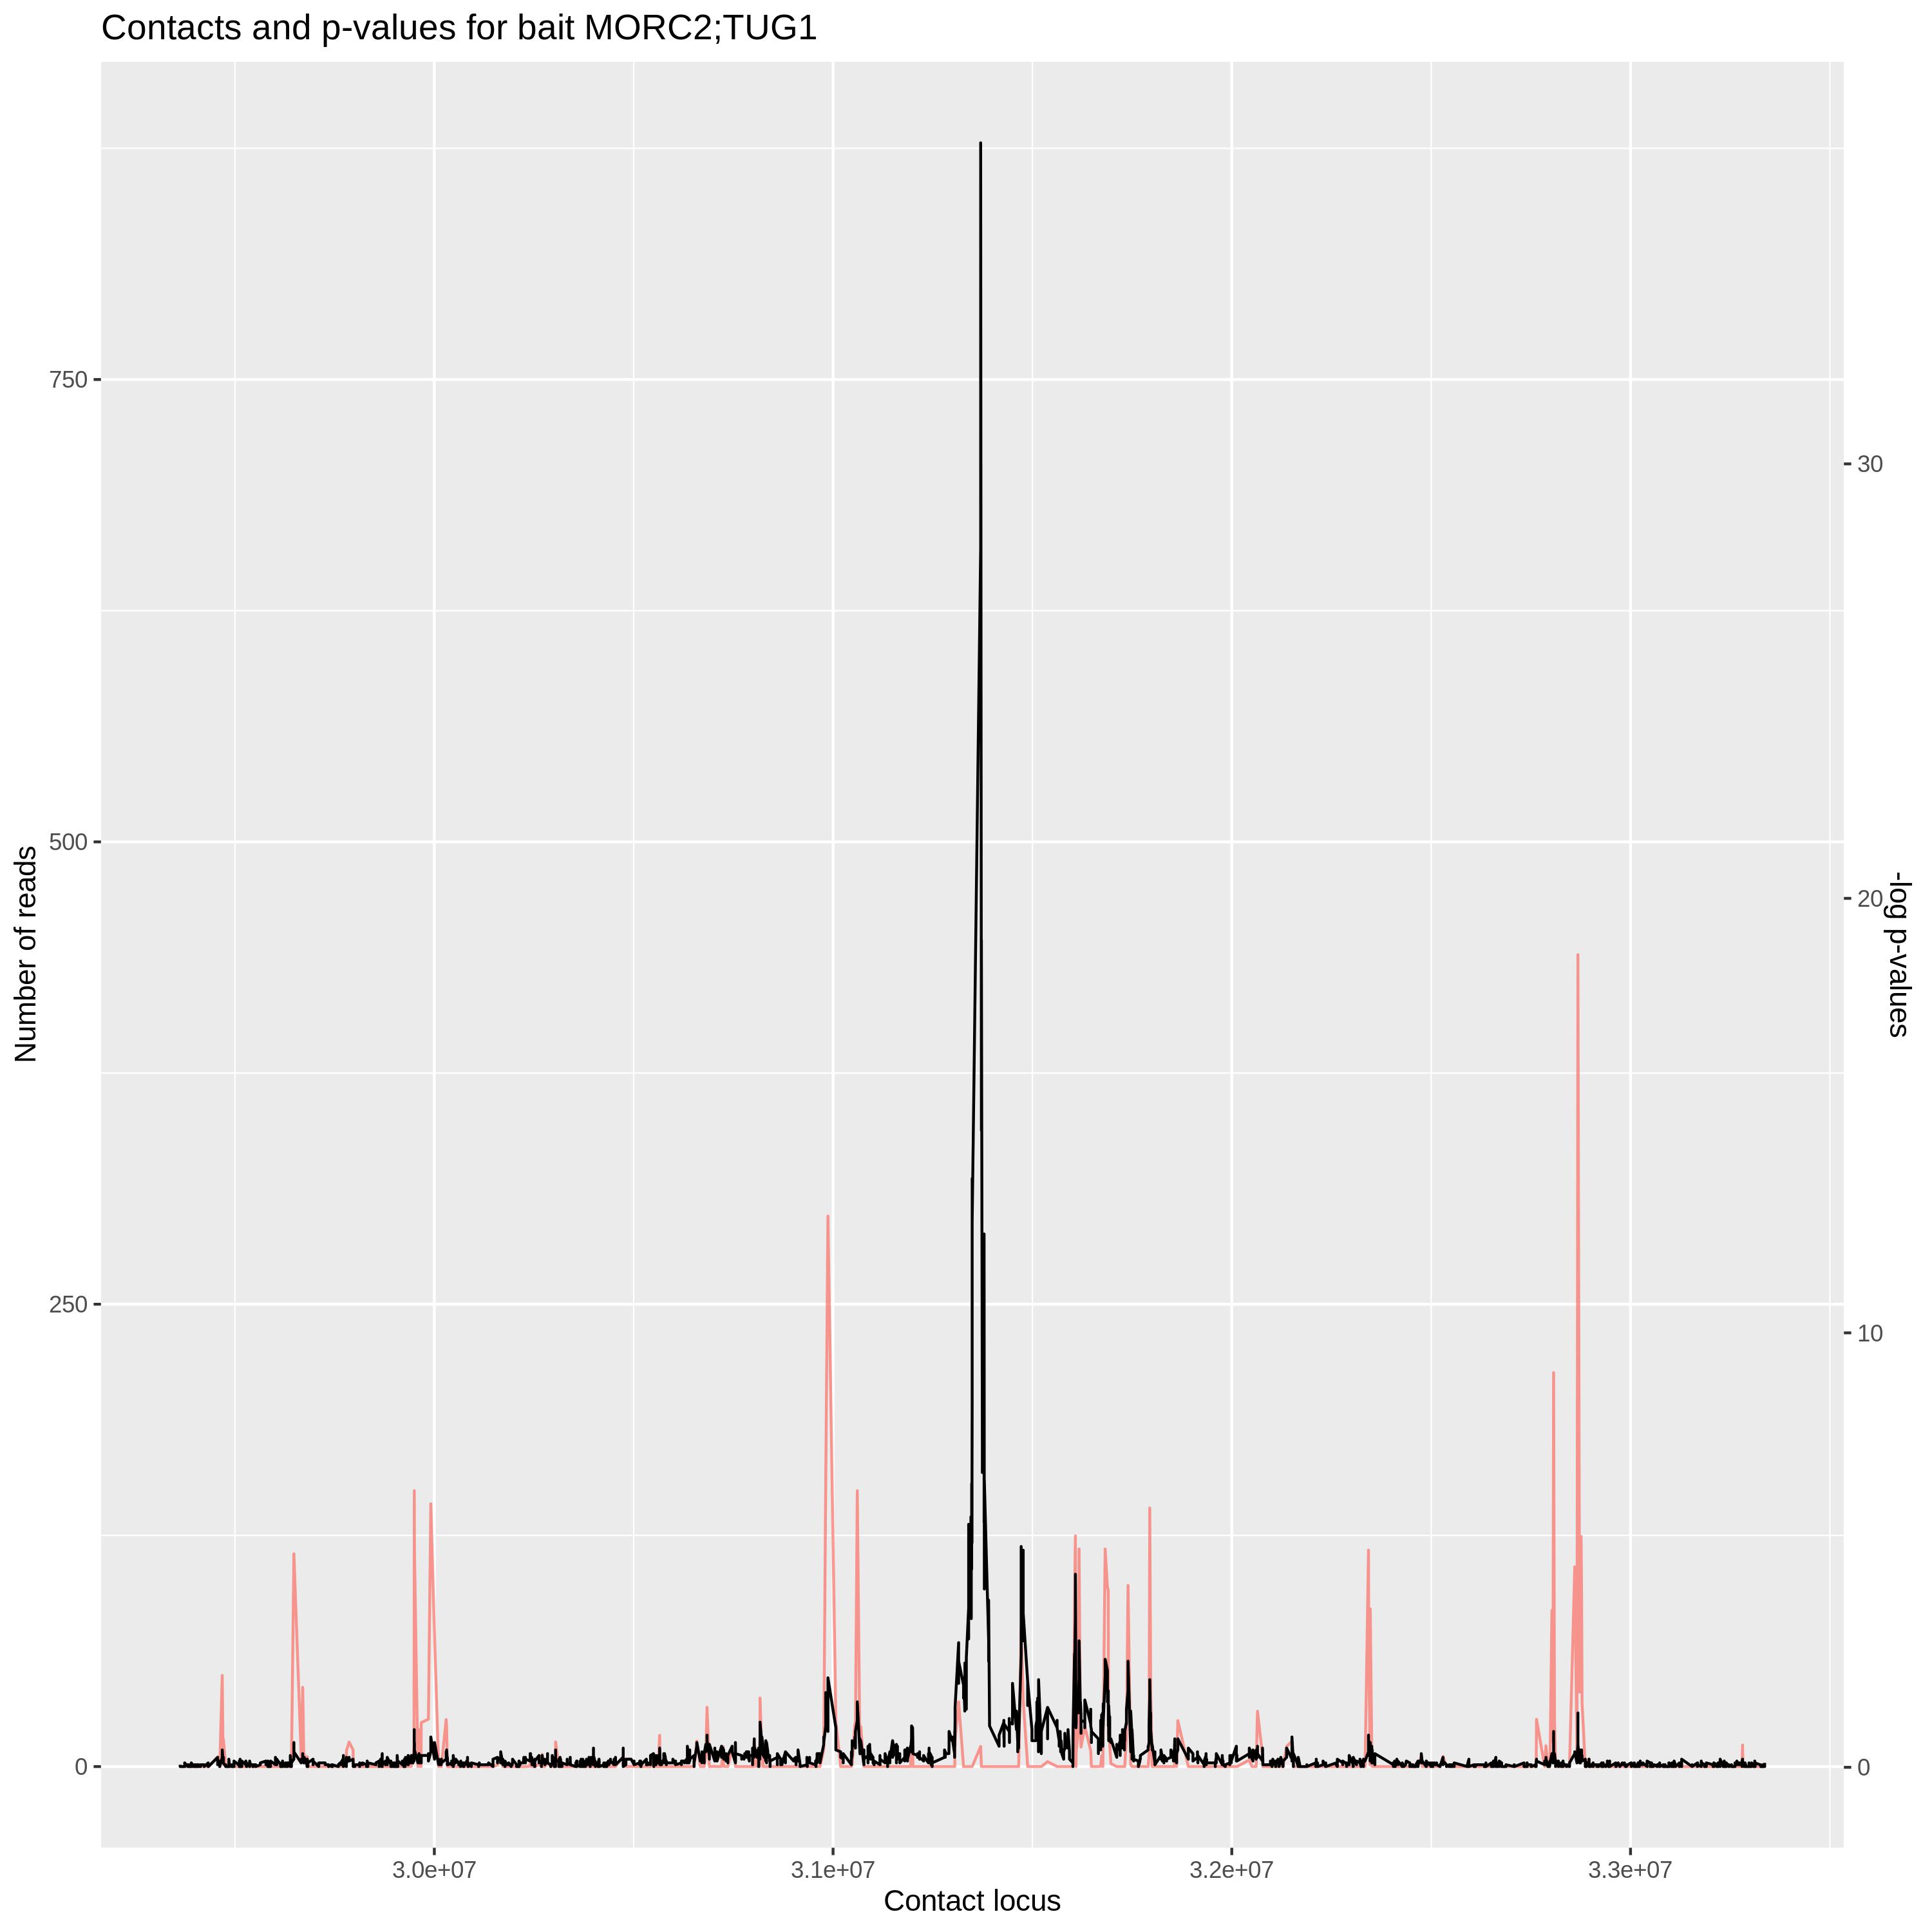 Contacts and p-values for bait MORC2;TUG1
750
500
250
0
Number of reads
30
20
10
0
-log p-values
3.0e+07
3.1e+07
3.2e+07
3.3e+07
Contact locus